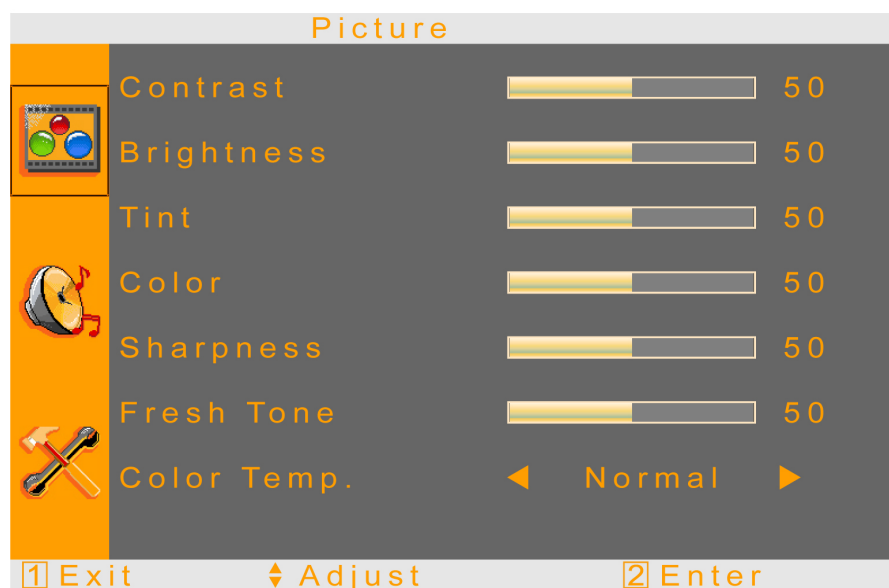 Picture
Contrast 50
Brightness 50
Tint 50
Color 50
Sharpness 50
Fresh Tone 50
Color Temp. Normal
1 Exit Adjust 2 Enter